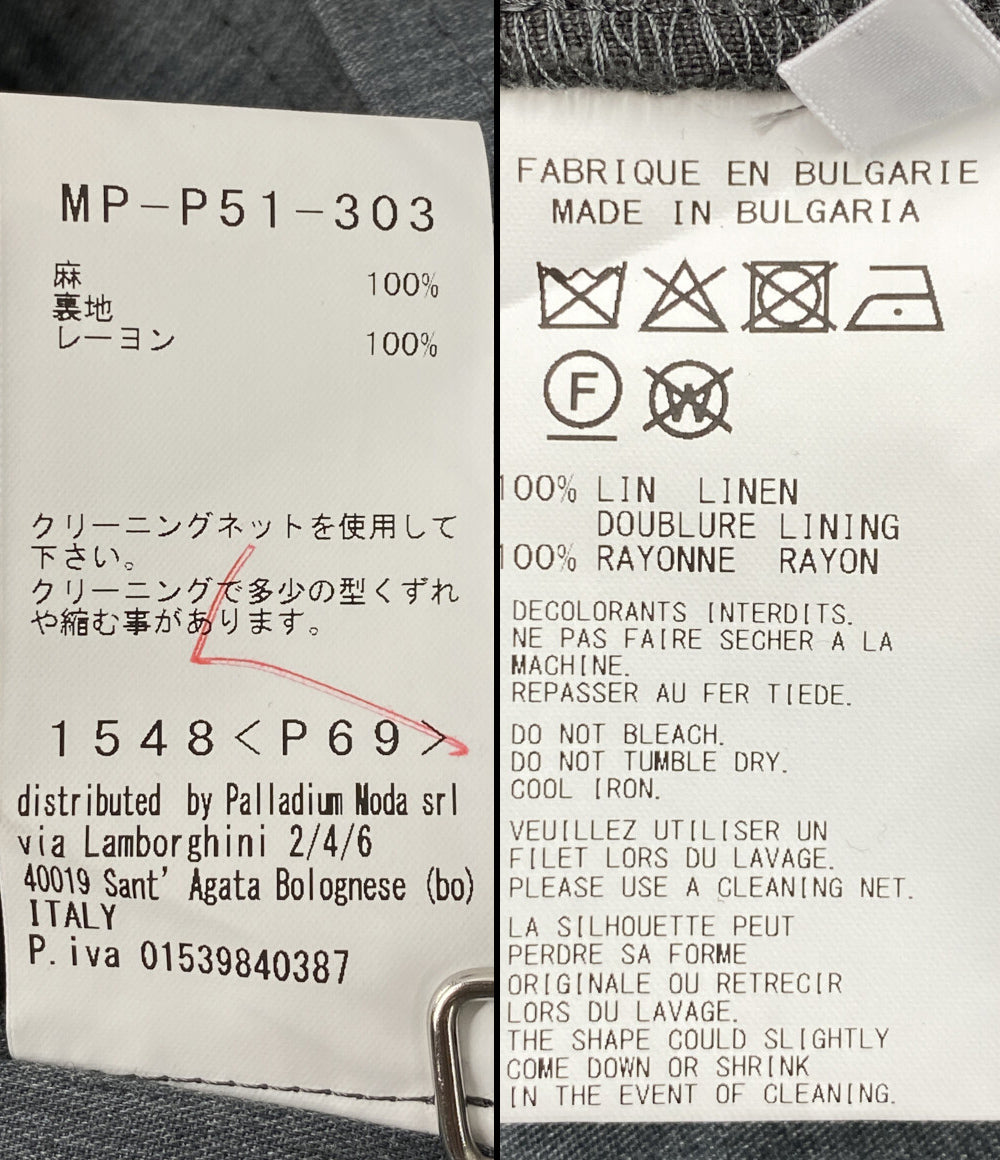 MP-P51-303
麻 100%
裏地
レーヨン 100%
クリーニングネットを使用して
下さい。
クリーニングで多少の型くずれ
や縮む事があります。
1548<P69>
distributed by Palladium Moda srl
via Lamborghini 2/4/6
40019 Sant' Agata Bolognese (bo)
ITALY
P.iva 01539840387
FABRIQUE EN BULGARIE
MADE IN BULGARIA
F W
100% LIN LINEN
DOUBLURE LINING
100% RAYONNE RAYON
DECOLORANTS INTERDITS.
NE PAS FAIRE SECHER A LA
MACHINE.
REPASSER AU FER TIEDE.
DO NOT BLEACH.
DO NOT TUMBLE DRY.
COOL IRON.
VEUILLEZ UTILISER UN
FILET LORS DU LAVAGE.
PLEASE USE A CLEANING NET.
LA SILHOUETTE PEUT
PERDRE SA FORME
ORIGINALE OU RETRECIR
LORS DU LAVAGE.
THE SHAPE COULD SLIGHTLY
COME DOWN OR SHRINK
IN THE EVENT OF CLEANING.